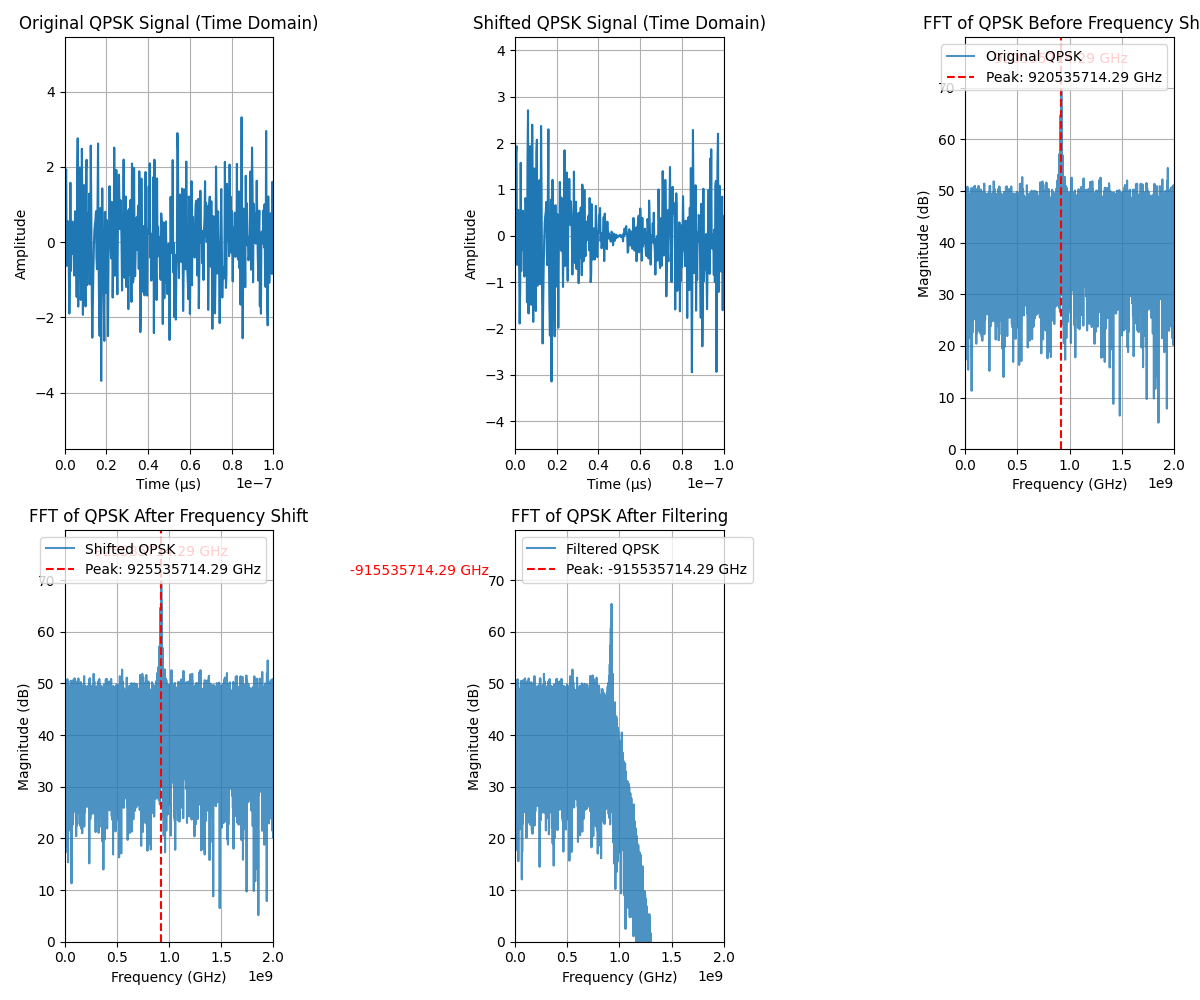 Original QPSK Signal (Time Domain)
Amplitude
4
2
0
−2
−4
0.0 0.2 0.4 0.6 0.8 1.0
Time (μs) 1e−7
Shifted QPSK Signal (Time Domain)
Amplitude
4
3
2
1
0
−1
−2
−3
−4
0.0 0.2 0.4 0.6 0.8 1.0
Time (μs) 1e−7
FFT of QPSK Before Frequency Sh
Original QPSK
Peak: 920535714.29 GHz
Magnitude (dB)
70
60
50
40
30
20
10
0
0.0 0.5 1.0 1.5 2.0
Frequency (GHz) 1e9
FFT of QPSK After Frequency Shift
Shifted QPSK
Peak: 925535714.29 GHz
Magnitude (dB)
70
60
50
40
30
20
10
0
0.0 0.5 1.0 1.5 2.0
Frequency (GHz) 1e9
-915535714.29 GHz
FFT of QPSK After Filtering
Filtered QPSK
Peak: -915535714.29 GHz
Magnitude (dB)
70
60
50
40
30
20
10
0
0.0 0.5 1.0 1.5 2.0
Frequency (GHz) 1e9